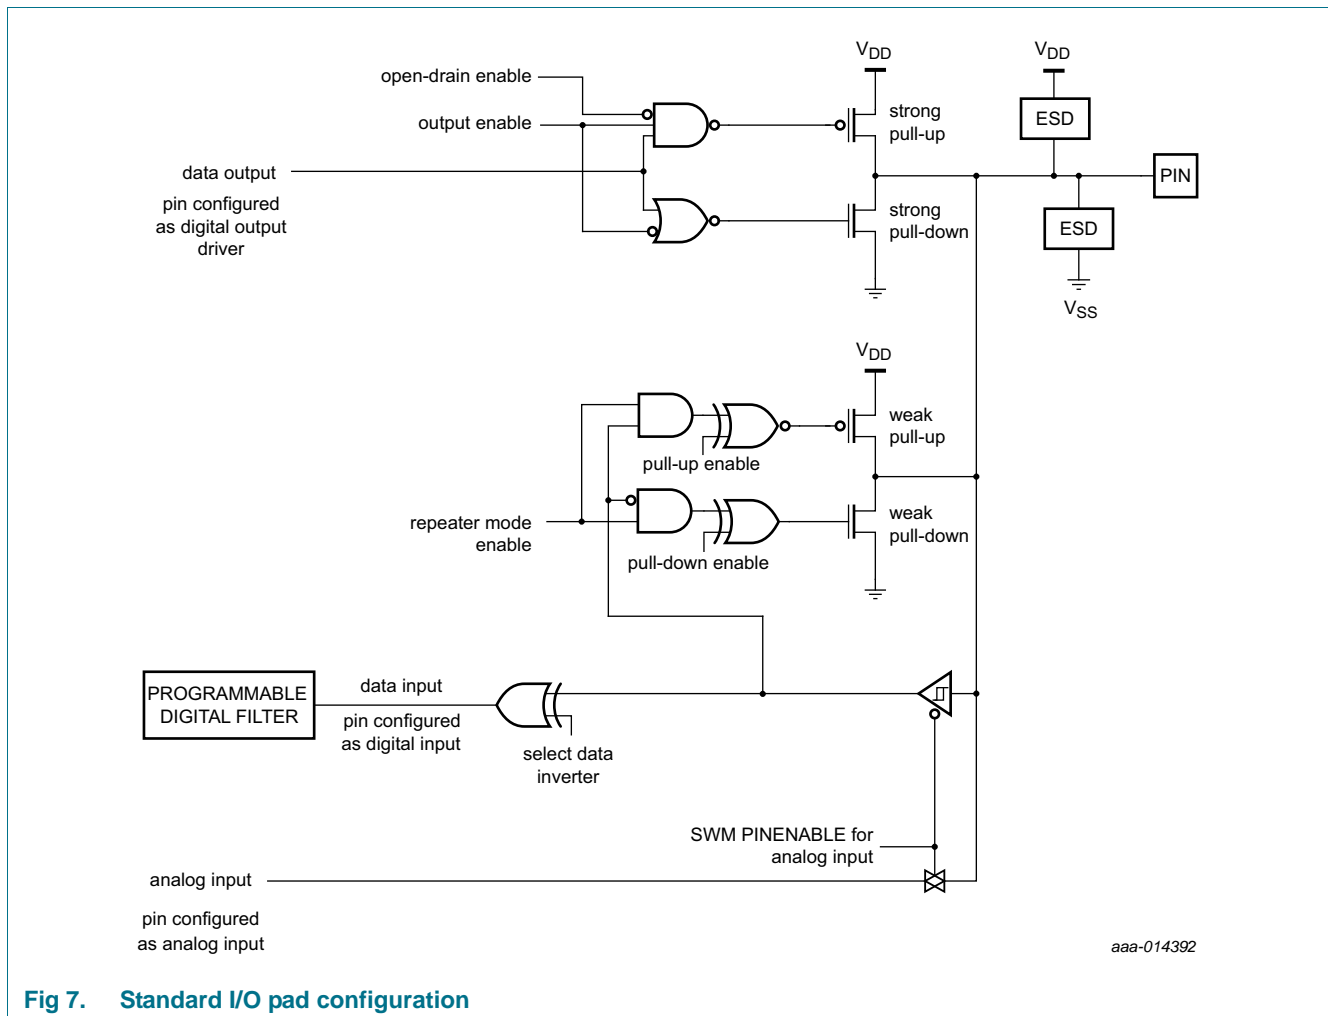 open-drain enable
output enable
data output
pin configured
as digital output
driver
VDD
strong
pull-up
strong
pull-down
VDD
ESD
PIN
ESD
VSS
VDD
weak
pull-up
pull-up enable
repeater mode
enable
weak
pull-down
pull-down enable
PROGRAMMABLE
DIGITAL FILTER
data input
pin configured
as digital input
select data
inverter
SWM PINENABLE for
analog input
analog input
pin configured
as analog input
aaa-014392
Fig 7. Standard I/O pad configuration